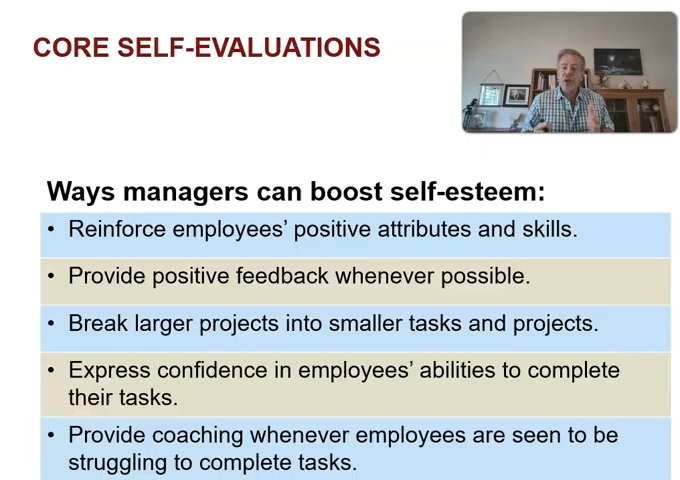 CORE SELF-EVALUATIONS
Ways managers can boost self-esteem:
• Reinforce employees’ positive attributes and skills.
• Provide positive feedback whenever possible.
• Break larger projects into smaller tasks and projects.
• Express confidence in employees’ abilities to complete
their tasks.
• Provide coaching whenever employees are seen to be
struggling to complete tasks.